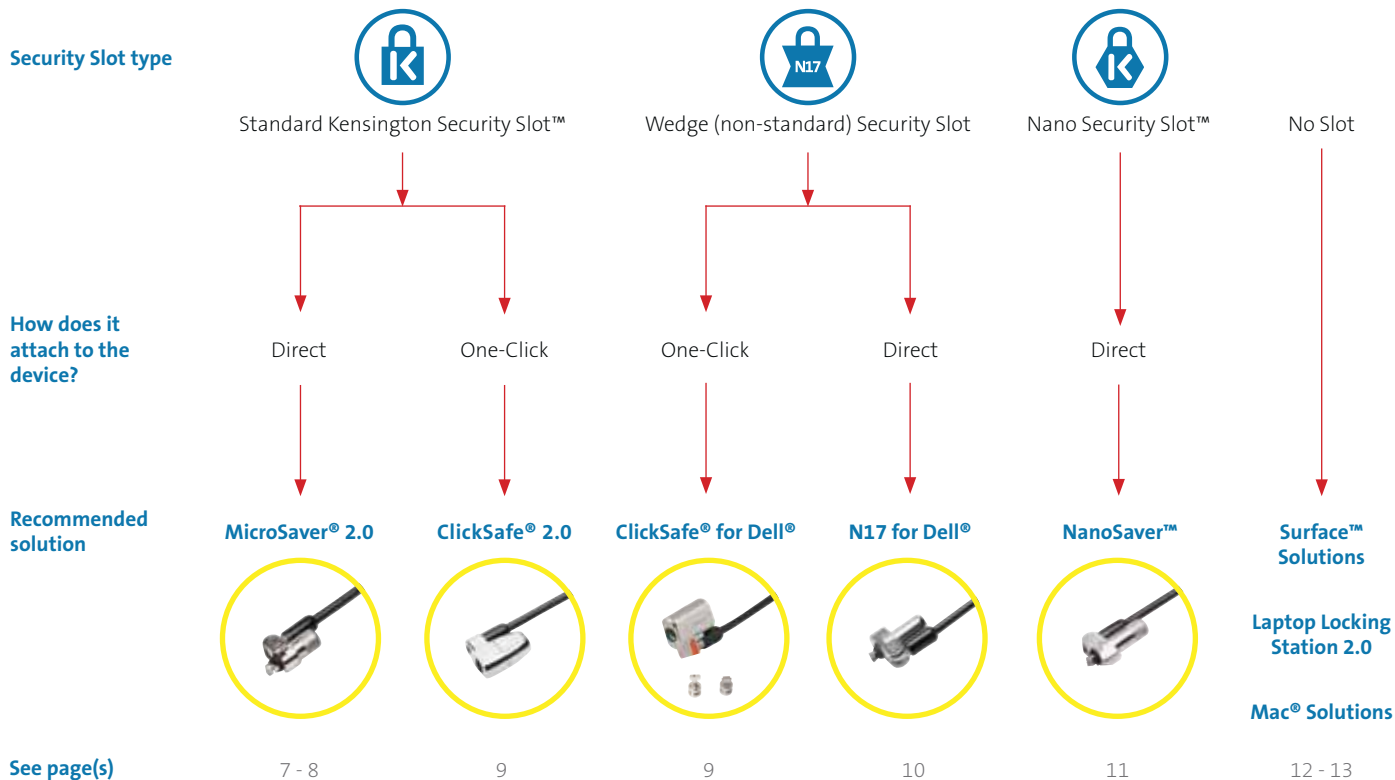 Security Slot type
K
N17
K
Standard Kensington Security Slot™
Wedge (non-standard) Security Slot
Nano Security Slot™
No Slot
How does it
attach to the
device?
Direct
One-Click
One-Click
Direct
Direct
Recommended
solution
MicroSaver® 2.0
ClickSafe® 2.0
ClickSafe® for Dell®
N17 for Dell®
NanoSaver™
Surface™
Solutions
Laptop Locking
Station 2.0
Mac® Solutions
See page(s)
7 - 8
9
9
10
11
12 - 13